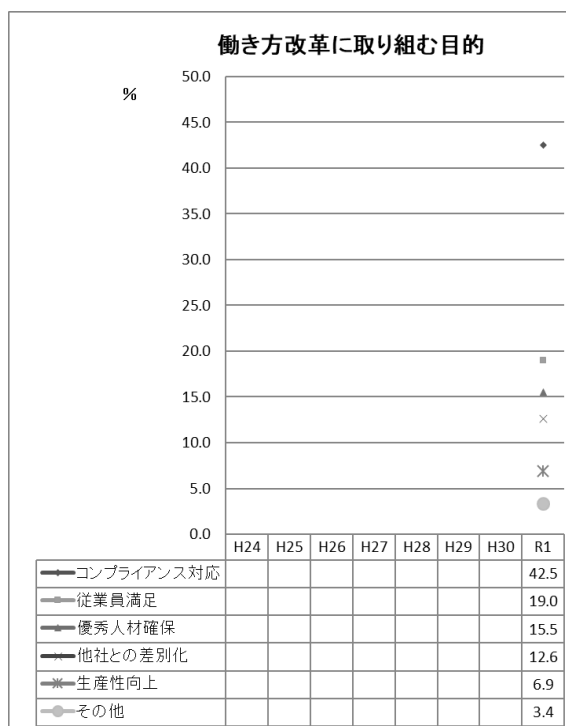 働き方改革に取り組む目的
%
50.0
45.0
40.0
35.0
30.0
25.0
20.0
15.0
10.0
5.0
0.0
H24 H25 H26 H27 H28 H29 H30 R1
コンプライアンス対応 42.5
従業員満足 19.0
優秀人材確保 15.5
他社との差別化 12.6
生産性向上 6.9
その他 3.4